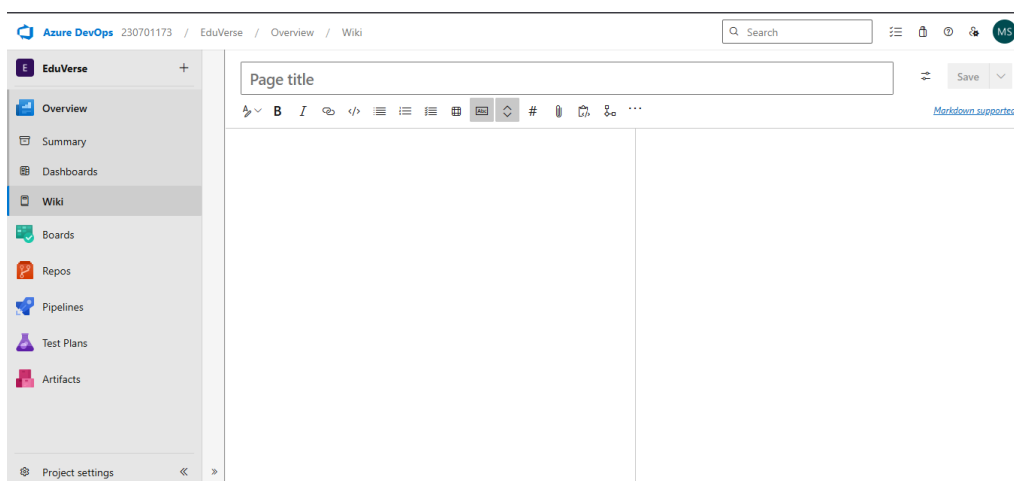 Azure DevOps 230701173 / EduVerse / Overview / Wiki
Search
MS
E EduVerse +
Page title
Save
B I </> Abc #
Markdown supported
Overview
Summary
Dashboards
Wiki
Boards
Repos
Pipelines
Test Plans
Artifacts
Project settings « »